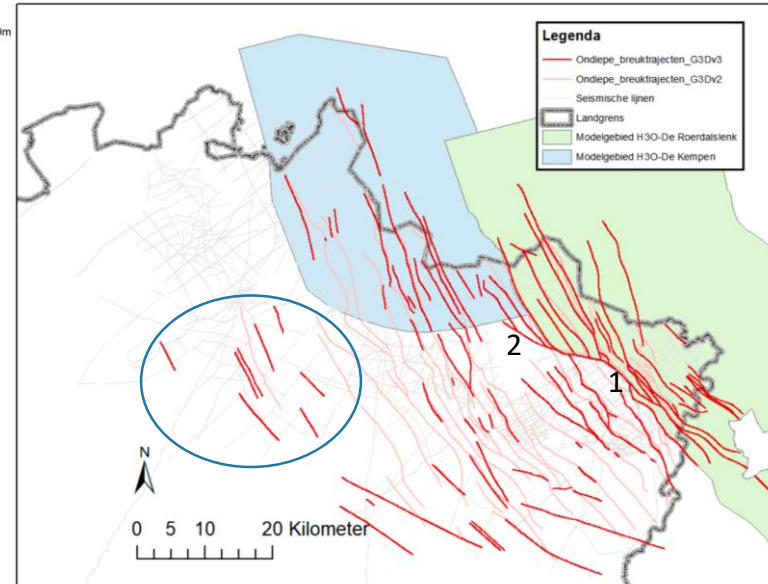 m
Legenda
Ondiepe_breuktrajecten_G3Dv3
Ondiepe_breuktrajecten_G3Dv2
Seismische lijnen
Landgrens
Modelgebied H3O-De Roerdalslenk
Modelgebied H3O-De Kempen
2
1
N
0 5 10 20 Kilometer